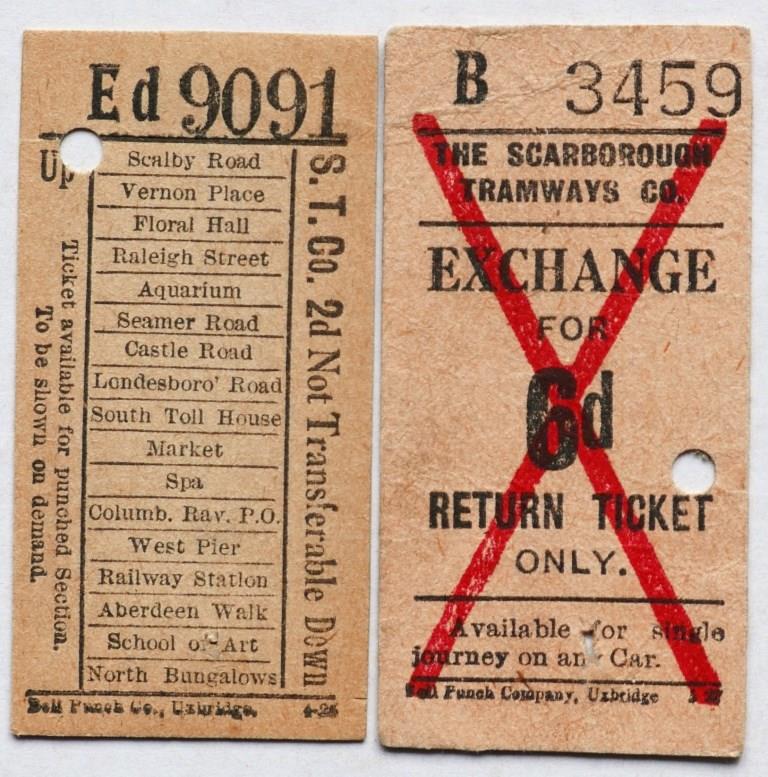 Ed 9091
Up
Scalby Road
Vernon Place
Floral Hall
Raleigh Street
Aquarium
Seamer Road
Castle Road
Londesboro' Road
South Toll House
Market
Spa
Columb. Rav. P.O.
West Pier
Railway Station
Aberdeen Walk
School of Art
North Bungalows
Ticket available for punched Section.
To be shown on demand.
S. T. Co. 2d Not Transferable Down
Bell Punch Co., Uxbridge.
B 3459
THE SCARBOROUGH
TRAMWAYS CO.
EXCHANGE
FOR
6d
RETURN TICKET
ONLY.
Available for single
journey on any Car.
Bell Punch Company, Uxbridge